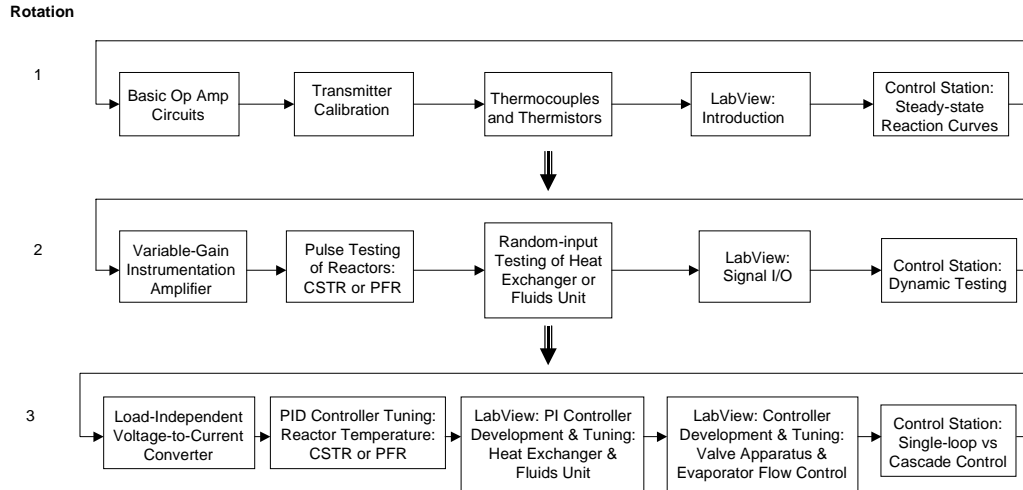 Rotation
1
Basic Op Amp
Circuits
Transmitter
Calibration
Thermocouples
and Thermistors
LabView:
Introduction
Control Station:
Steady-state
Reaction Curves
2
Variable-Gain
Instrumentation
Amplifier
Pulse Testing
of Reactors:
CSTR or PFR
Random-input
Testing of Heat
Exchanger or
Fluids Unit
LabView:
Signal I/O
Control Station:
Dynamic Testing
3
Load-Independent
Voltage-to-Current
Converter
PID Controller Tuning:
Reactor Temperature:
CSTR or PFR
LabView: PI Controller
Development & Tuning:
Heat Exchanger &
Fluids Unit
LabView: Controller
Development & Tuning:
Valve Apparatus &
Evaporator Flow Control
Control Station:
Single-loop vs
Cascade Control